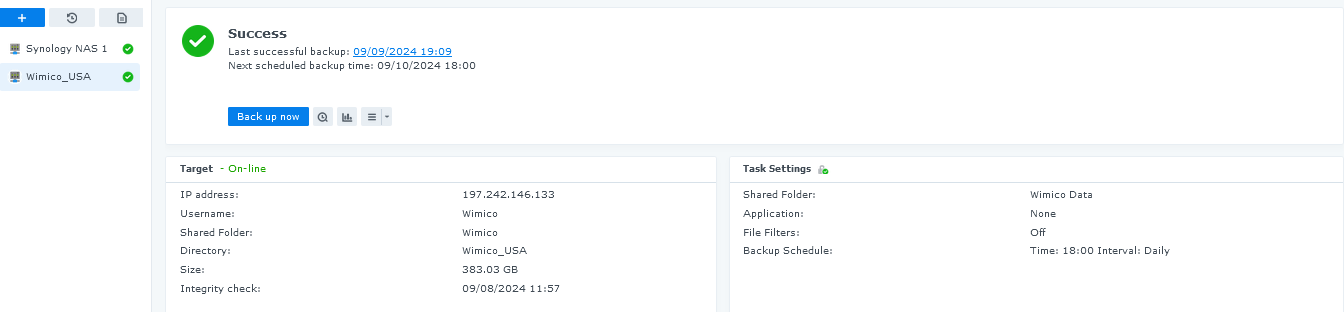 Synology NAS 1
Wimico_USA
Success
Last successful backup: 09/09/2024 19:09
Next scheduled backup time: 09/10/2024 18:00
Back up now
Target - On-line
IP address: 197.242.146.133
Username: Wimico
Shared Folder: Wimico
Directory: Wimico_USA
Size: 383.03 GB
Integrity check: 09/08/2024 11:57
Task Settings
Shared Folder: Wimico Data
Application: None
File Filters: Off
Backup Schedule: Time: 18:00 Interval: Daily